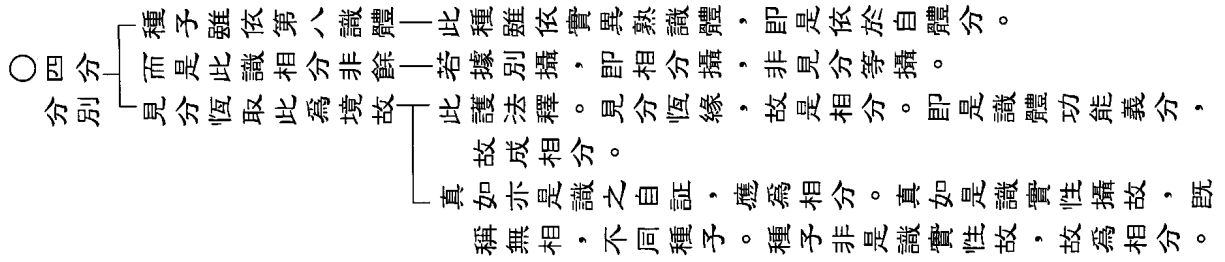 ○四分
分別
種子雖依第八識體
此種雖依實異熟識體，即是依於自體分。
而是此識相分非餘
若據別攝，即相分攝，非見分等攝。
見分恆取此為境故
此護法釋。見分恆緣，故是相分。即是識體功能義分，
故成相分。
真如亦是識之自証，應為相分。真如是識實性攝故，既
稱無相，不同種子。種子非是識實性故，故為相分。